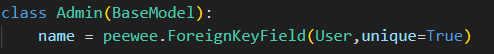 class Admin(BaseModel):
    name = peewee.ForeignKeyField(User,unique=True)